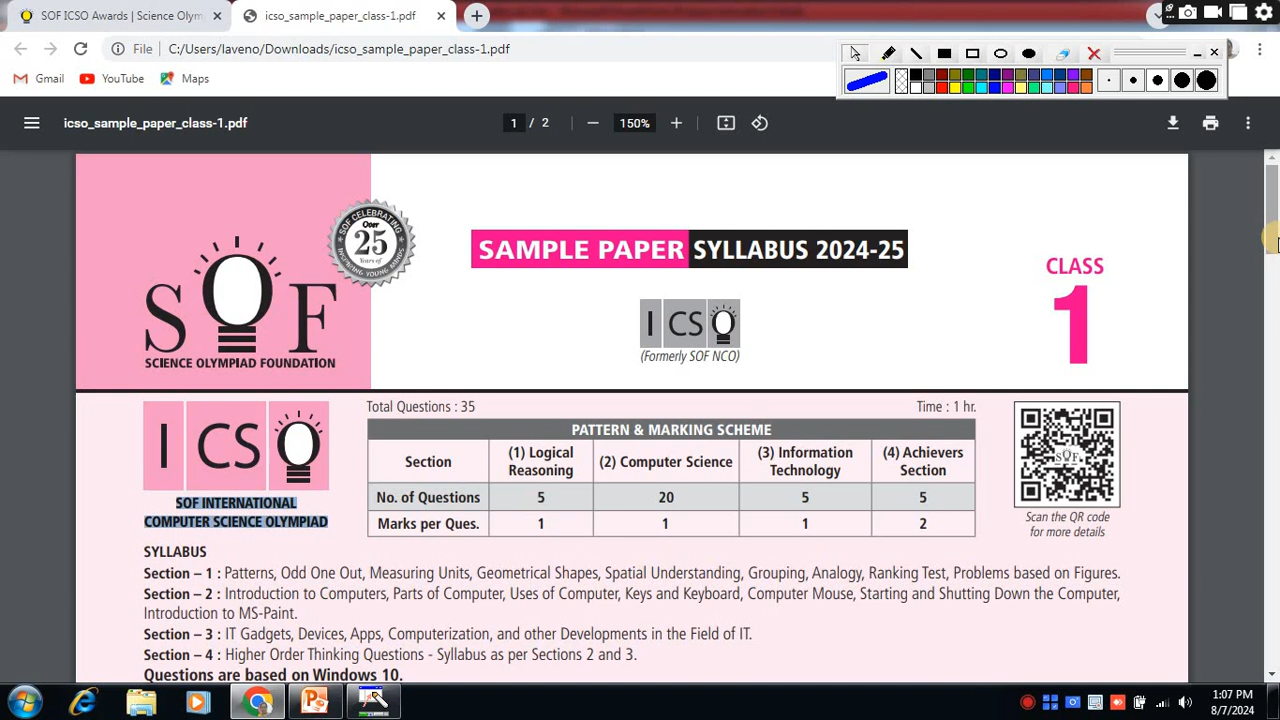 SOF ICSO Awards | Science Olym
icso_sample_paper_class-1.pdf
File
C:/Users/laveno/Downloads/icso_sample_paper_class-1.pdf
Gmail
YouTube
Maps
icso_sample_paper_class-1.pdf
1 / 2
150%
SOF CELEBRATING
Over
25
Years of
INSPIRING YOUNG MINDS
SOF
SCIENCE OLYMPIAD FOUNDATION
SAMPLE PAPER SYLLABUS 2024-25
ICSO
(Formerly SOF NCO)
CLASS
1
ICSO
SOF INTERNATIONAL
COMPUTER SCIENCE OLYMPIAD
Total Questions : 35 Time : 1 hr.
PATTERN & MARKING SCHEME
Section (1) Logical Reasoning (2) Computer Science (3) Information Technology (4) Achievers Section
No. of Questions 5 20 5 5
Marks per Ques. 1 1 1 2
SOF
Scan the QR code
for more details
SYLLABUS
Section – 1 : Patterns, Odd One Out, Measuring Units, Geometrical Shapes, Spatial Understanding, Grouping, Analogy, Ranking Test, Problems based on Figures.
Section – 2 : Introduction to Computers, Parts of Computer, Uses of Computer, Keys and Keyboard, Computer Mouse, Starting and Shutting Down the Computer,
Introduction to MS-Paint.
Section – 3 : IT Gadgets, Devices, Apps, Computerization, and other Developments in the Field of IT.
Section – 4 : Higher Order Thinking Questions - Syllabus as per Sections 2 and 3.
Questions are based on Windows 10.
1:07 PM
8/7/2024